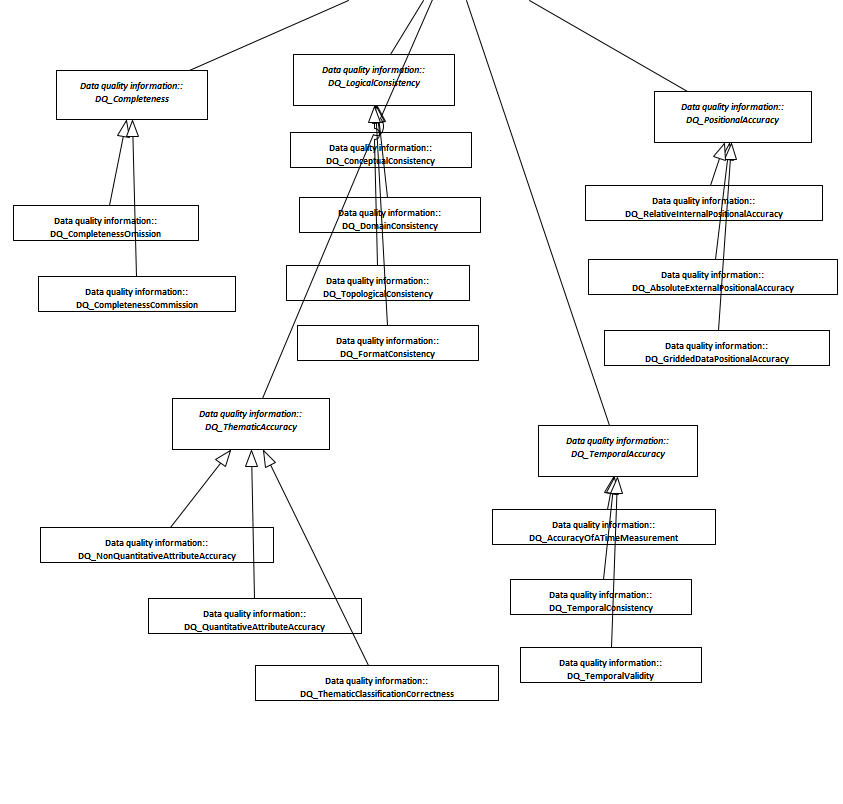 Data quality information::
DQ_Completeness
Data quality information::
DQ_LogicalConsistency
Data quality information::
DQ_PositionalAccuracy
Data quality information::
DQ_ConceptualConsistency
Data quality information::
DQ_RelativeInternalPositionalAccuracy
Data quality information::
DQ_CompletenessOmission
Data quality information::
DQ_DomainConsistency
Data quality information::
DQ_AbsoluteExternalPositionalAccuracy
Data quality information::
DQ_CompletenessCommission
Data quality information::
DQ_TopologicalConsistency
Data quality information::
DQ_FormatConsistency
Data quality information::
DQ_GriddedDataPositionalAccuracy
Data quality information::
DQ_ThematicAccuracy
Data quality information::
DQ_TemporalAccuracy
Data quality information::
DQ_NonQuantitativeAttributeAccuracy
Data quality information::
DQ_AccuracyOfATimeMeasurement
Data quality information::
DQ_QuantitativeAttributeAccuracy
Data quality information::
DQ_TemporalConsistency
Data quality information::
DQ_ThematicClassificationCorrectness
Data quality information::
DQ_TemporalValidity